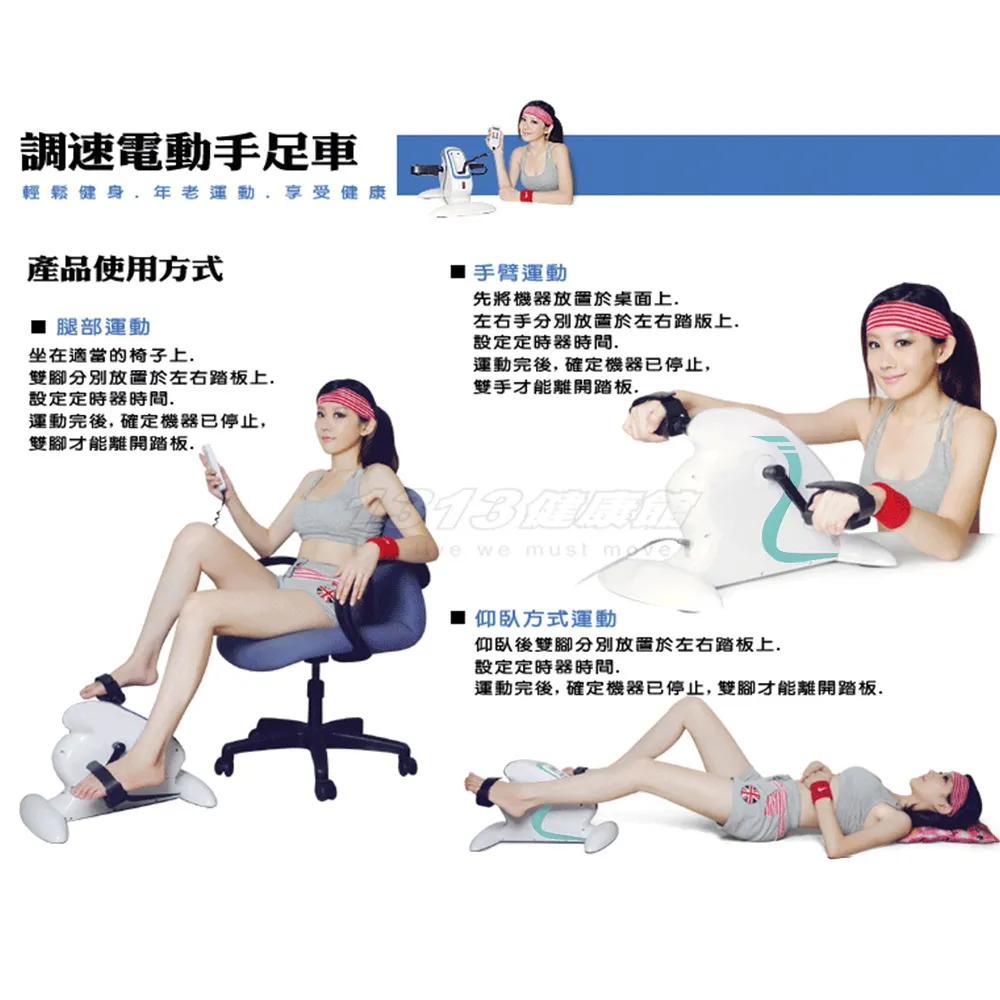 調速電動手足車
輕鬆健身．年老運動．享受健康
產品使用方式
■ 腿部運動
坐在適當的椅子上.
雙腳分別放置於左右踏板上.
設定定時器時間.
運動完後, 確定機器已停止,
雙腳才能離開踏板.
■ 手臂運動
先將機器放置於桌面上.
左右手分別放置於左右踏版上.
設定定時器時間.
運動完後, 確定機器已停止,
雙手才能離開踏板.
1313健康館
live we must move
■ 仰臥方式運動
仰臥後雙腳分別放置於左右踏板上.
設定定時器時間.
運動完後, 確定機器已停止, 雙腳才能離開踏板.